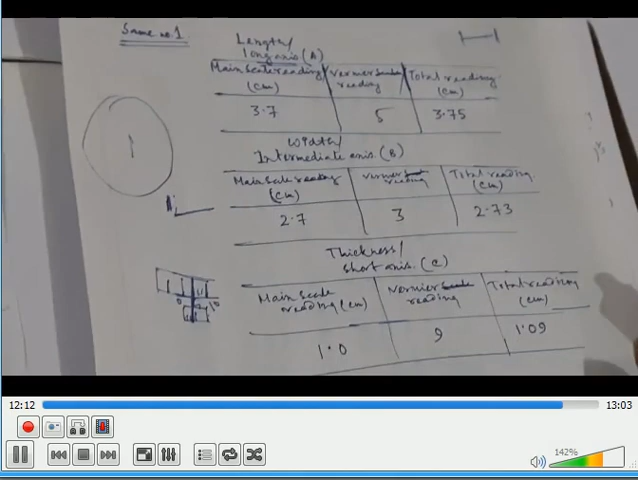 Same no 1
Length/
long axis (A)
Main Scale reading (cm) Vernier reading Total reading (cm)
3.7 5 3.75
Width/
Intermediate axis (B)
Main Scale reading (cm) Vernier reading Total reading (cm)
2.7 3 2.73
Thickness/
Short axis. (C)
Main Scale reading (cm) Vernier reading Total reading (cm)
1.0 9 1.09
12:12 13:03
142%